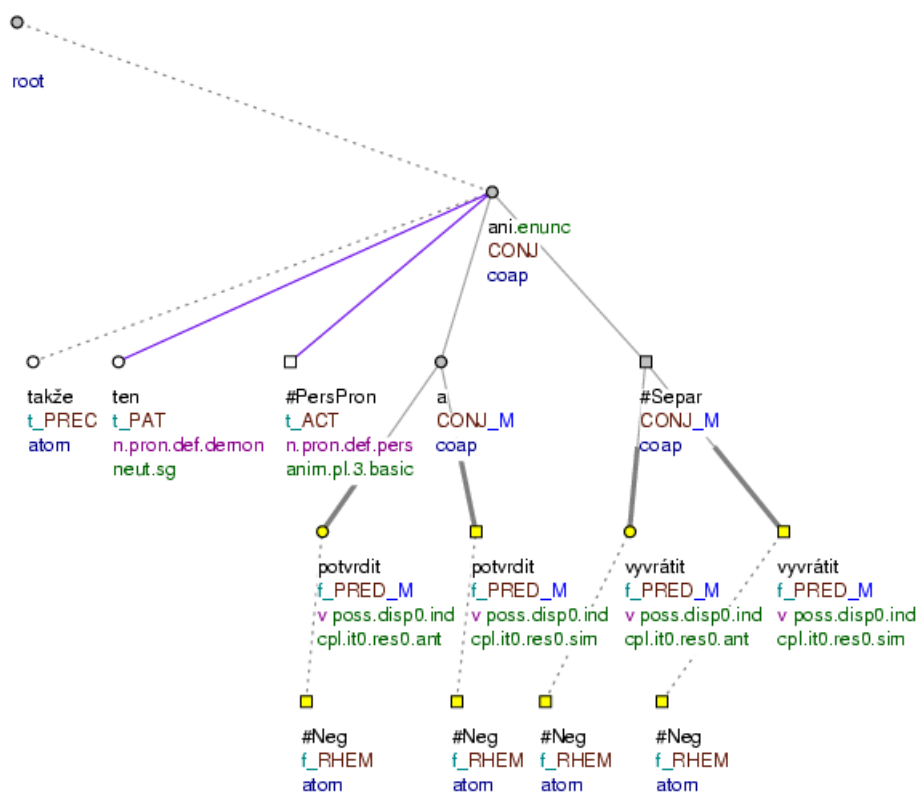 root
ani.enunc
CONJ
coap
takže
t_PREC
atom
ten
t_PAT
n.pron.def.demon
neut.sg
#PersPron
t_ACT
n.pron.def.pers
anim.pl.3.basic
a
CONJ_M
coap
#Separ
CONJ_M
coap
potvrdit
f_PRED_M
v poss.disp0.ind
cpl.it0.res0.ant
potvrdit
f_PRED_M
v poss.disp0.ind
cpl.it0.res0.sim
vyvrátit
f_PRED_M
v poss.disp0.ind
cpl.it0.res0.ant
vyvrátit
f_PRED_M
v poss.disp0.ind
cpl.it0.res0.sim
#Neg
f_RHEM
atom
#Neg
f_RHEM
atom
#Neg
f_RHEM
atom
#Neg
f_RHEM
atom